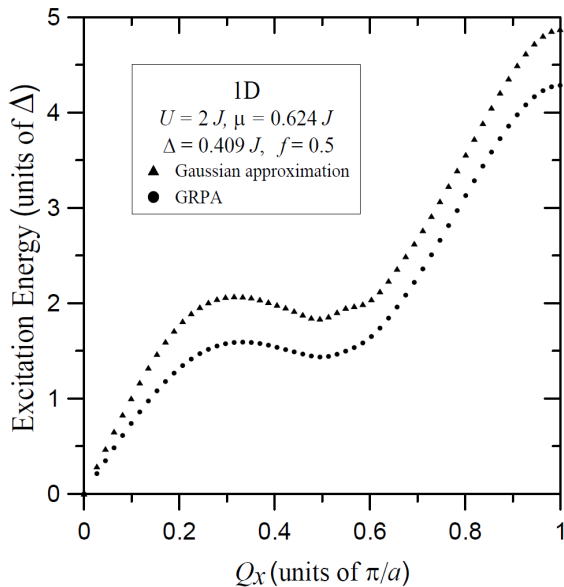 Excitation Energy (units of Δ)
5
4
3
2
1
0
1D
U = 2 J, μ = 0.624 J
Δ = 0.409 J, f = 0.5
▲ Gaussian approximation
● GRPA
0 0.2 0.4 0.6 0.8 1
Qx (units of π/a)